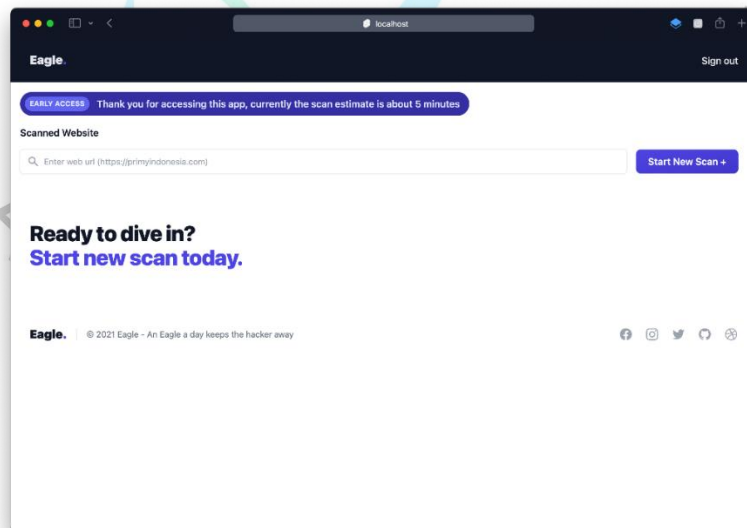 localhost
Eagle.
Sign out
EARLY ACCESS Thank you for accessing this app, currently the scan estimate is about 5 minutes
Scanned Website
Enter web url (https://primyindonesia.com)
Start New Scan +
Ready to dive in?
Start new scan today.
Eagle. © 2021 Eagle - An Eagle a day keeps the hacker away